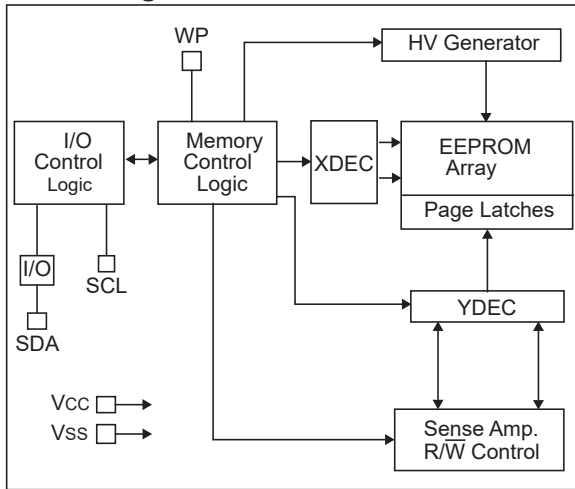 WP
HV Generator
I/O
Control
Logic
Memory
Control
Logic
XDEC
EEPROM
Array
Page Latches
I/O
SCL
SDA
YDEC
VCC
VSS
Sense Amp.
R/W̅ Control